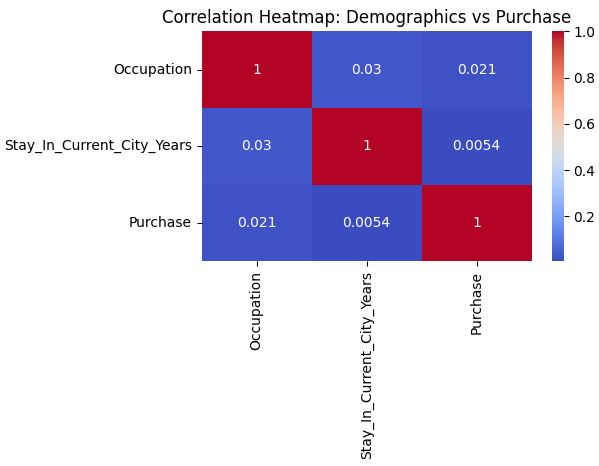 Correlation Heatmap: Demographics vs Purchase
Occupation 1 0.03 0.021
Stay_In_Current_City_Years 0.03 1 0.0054
Purchase 0.021 0.0054 1
Occupation
Stay_In_Current_City_Years
Purchase
1.0
0.8
0.6
0.4
0.2